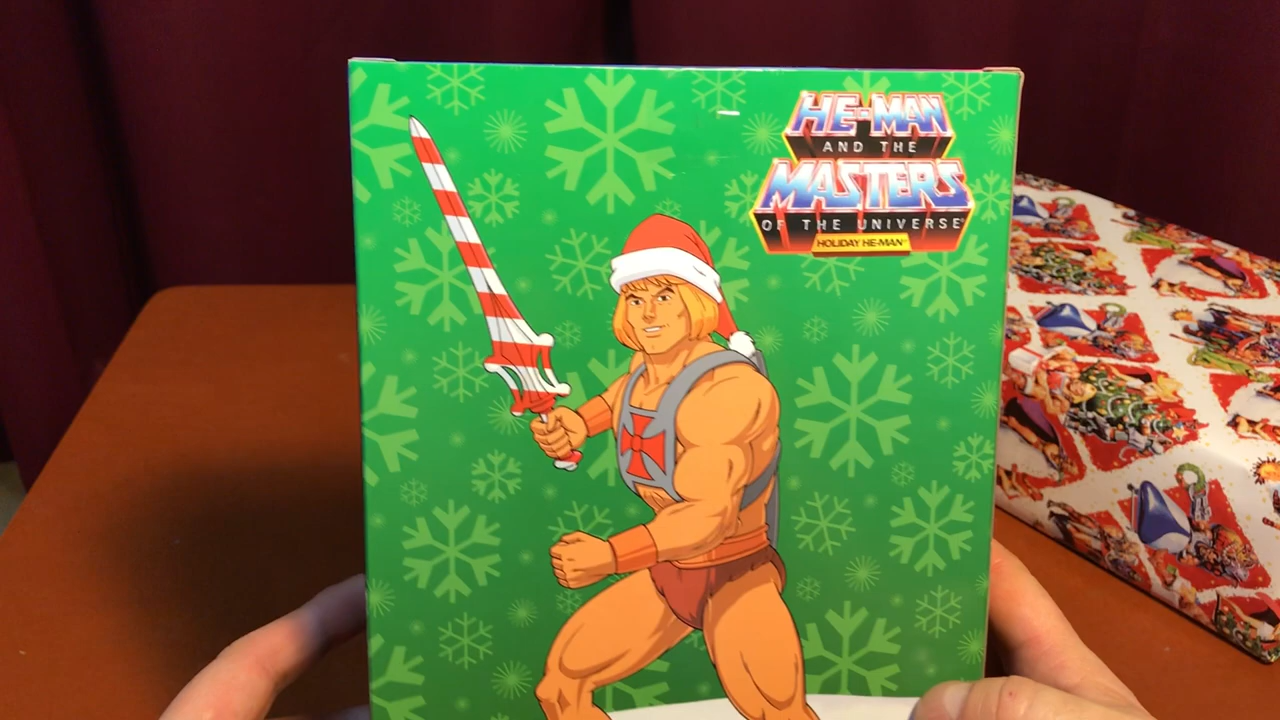 HE-MAN
AND THE
MASTERS
OF THE UNIVERSE
HOLIDAY HE-MAN